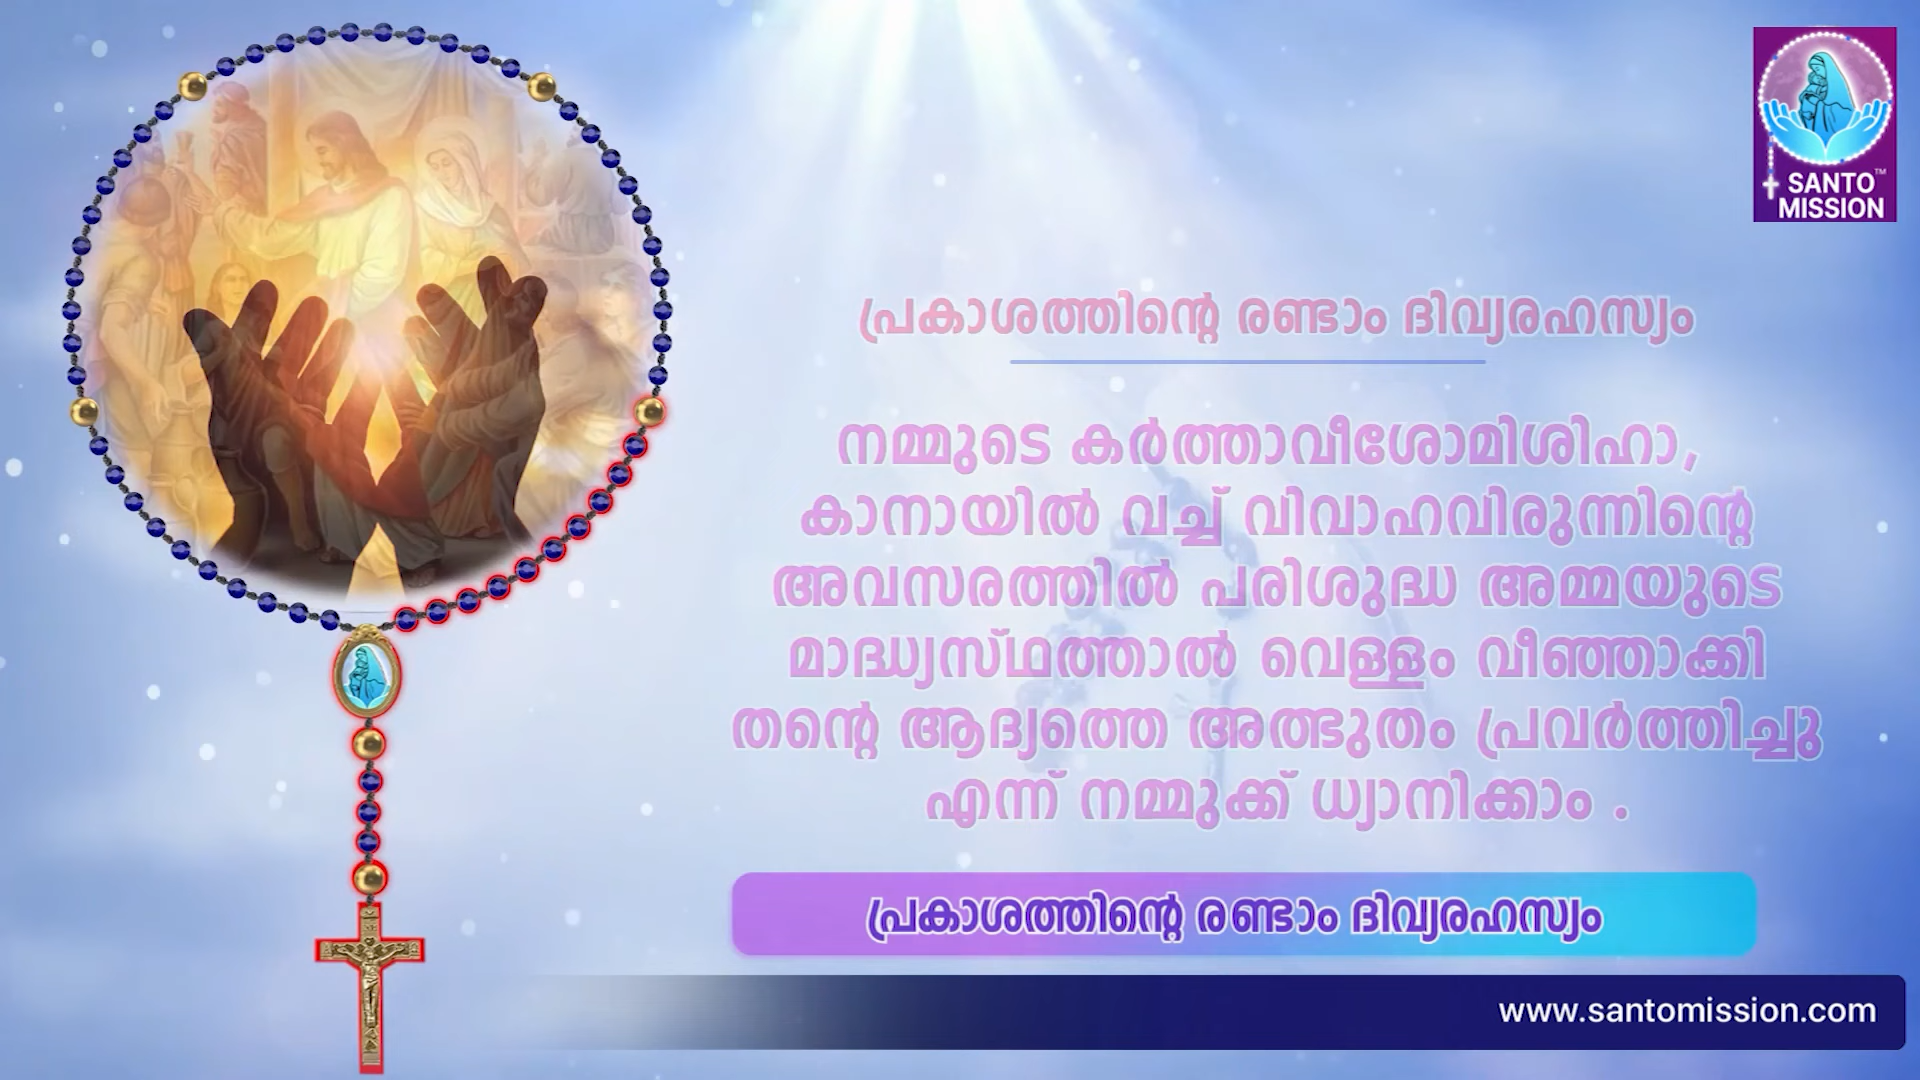 SANTO™
MISSION
പ്രകാശത്തിന്റെ രണ്ടാം ദിവ്യരഹസ്യം
നമ്മുടെ കർത്താവീശോമിശിഹാ,
കാനായിൽ വച്ച് വിവാഹവിരുന്നിന്റെ
അവസരത്തിൽ പരിശുദ്ധ അമ്മയുടെ
മാദ്ധ്യസ്ഥത്താൽ വെള്ളം വീഞ്ഞാക്കി
തന്റെ ആദ്യത്തെ അത്ഭുതം പ്രവർത്തിച്ചു
എന്ന് നമ്മുക്ക് ധ്യാനിക്കാം .
പ്രകാശത്തിന്റെ രണ്ടാം ദിവ്യരഹസ്യം
www.santomission.com